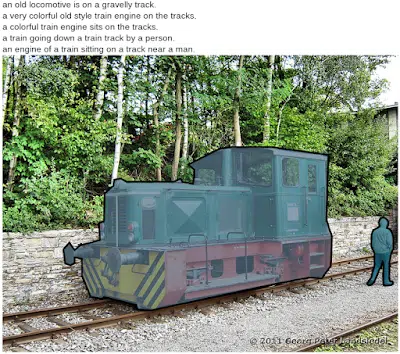 an old locomotive is on a gravelly track.
a very colorful old style train engine on the tracks.
a colorful train engine sits on the tracks.
a train going down a train track by a person.
an engine of a train sitting on a track near a man.
© 2011 Georg Peter